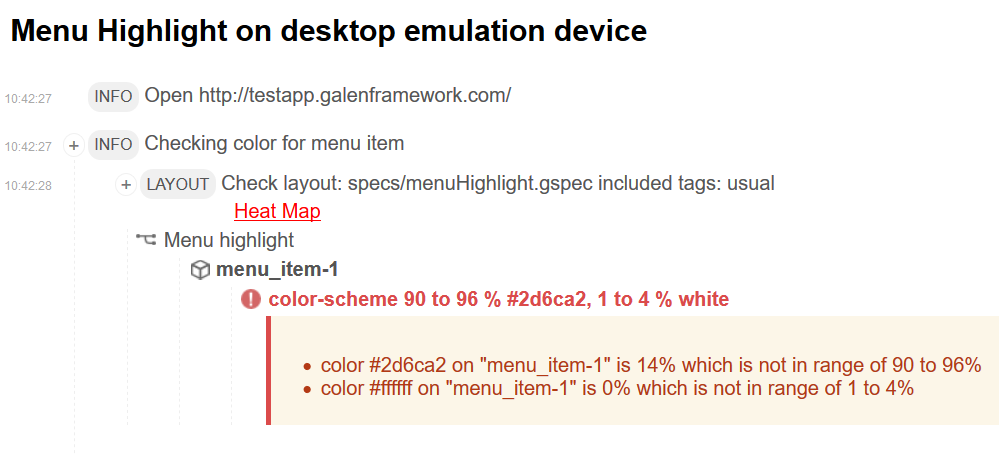 Menu Highlight on desktop emulation device
10:42:27 INFO Open http://testapp.galenframework.com/
10:42:27 + INFO Checking color for menu item
10:42:28 + LAYOUT Check layout: specs/menuHighlight.gspec included tags: usual
Heat Map
Menu highlight
menu_item-1
! color-scheme 90 to 96 % #2d6ca2, 1 to 4 % white
• color #2d6ca2 on "menu_item-1" is 14% which is not in range of 90 to 96%
• color #ffffff on "menu_item-1" is 0% which is not in range of 1 to 4%